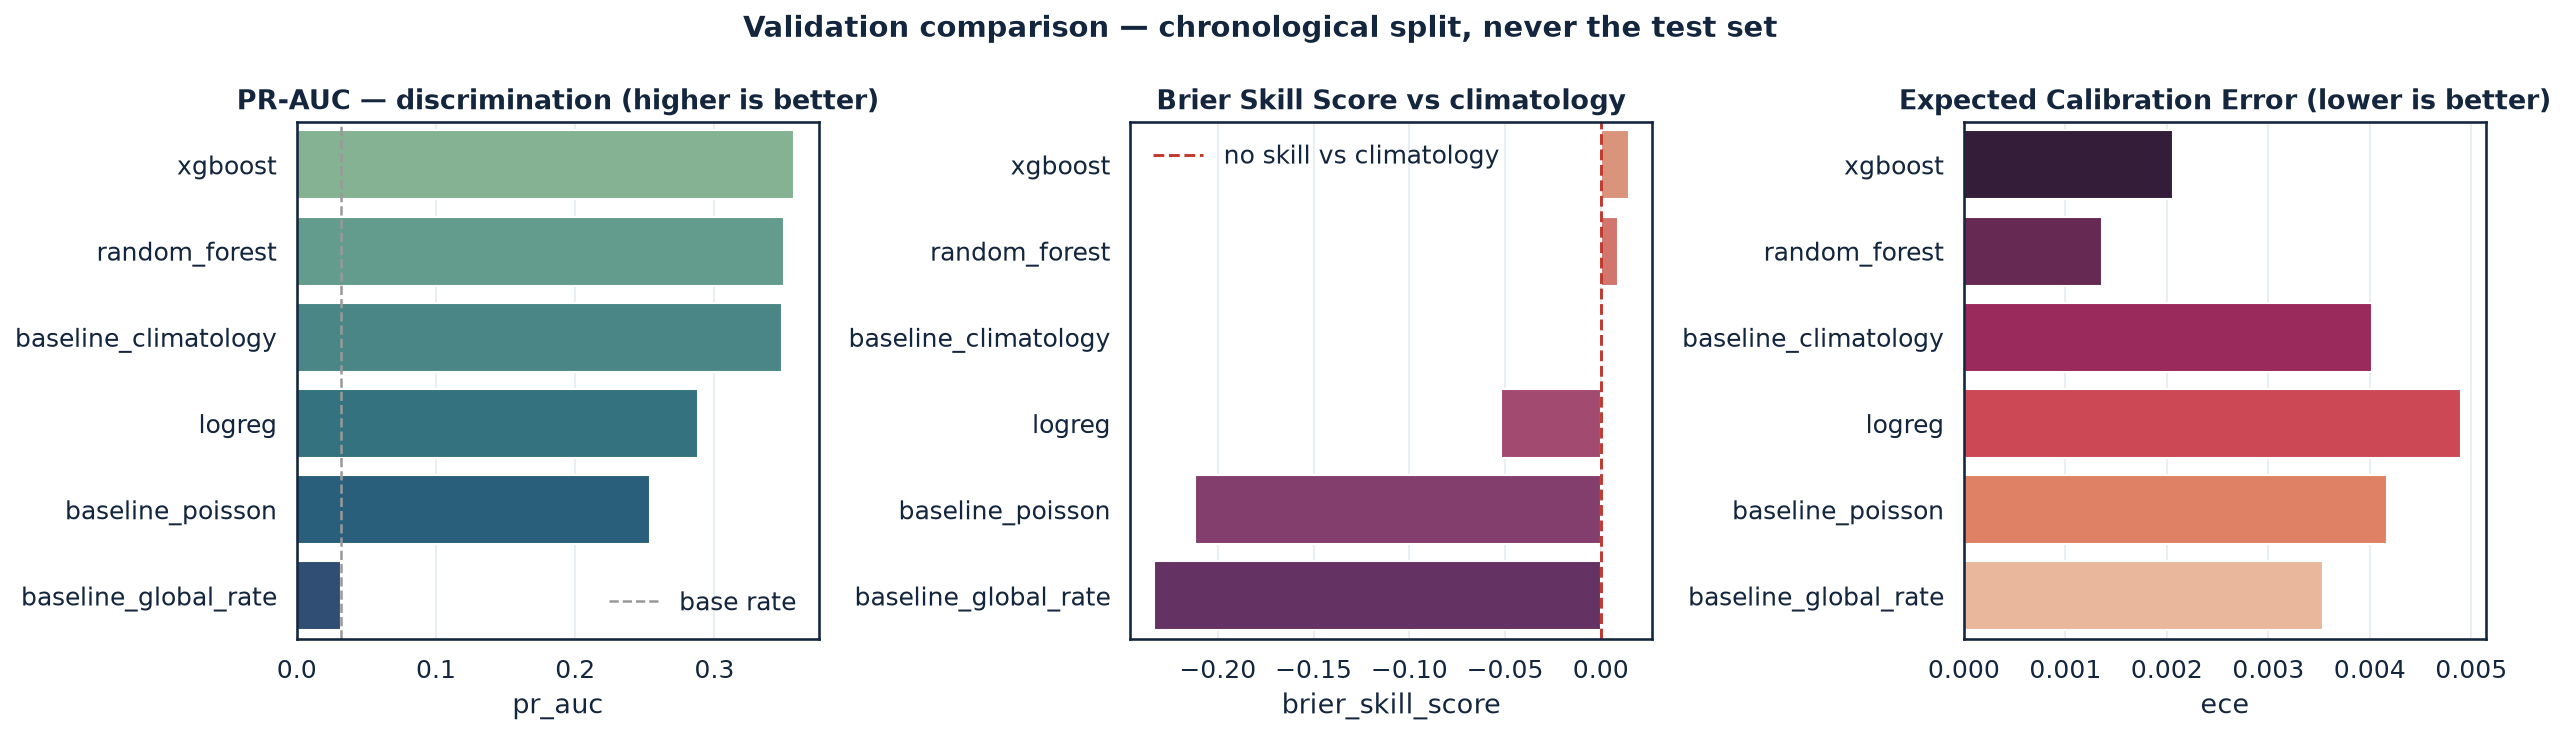 Validation comparison — chronological split, never the test set
PR-AUC — discrimination (higher is better)
xgboost
random_forest
baseline_climatology
logreg
baseline_poisson
baseline_global_rate
base rate
0.0 0.1 0.2 0.3
pr_auc
Brier Skill Score vs climatology
no skill vs climatology
xgboost
random_forest
baseline_climatology
logreg
baseline_poisson
baseline_global_rate
−0.20 −0.15 −0.10 −0.05 0.00
brier_skill_score
Expected Calibration Error (lower is better)
xgboost
random_forest
baseline_climatology
logreg
baseline_poisson
baseline_global_rate
0.000 0.001 0.002 0.003 0.004 0.005
ece